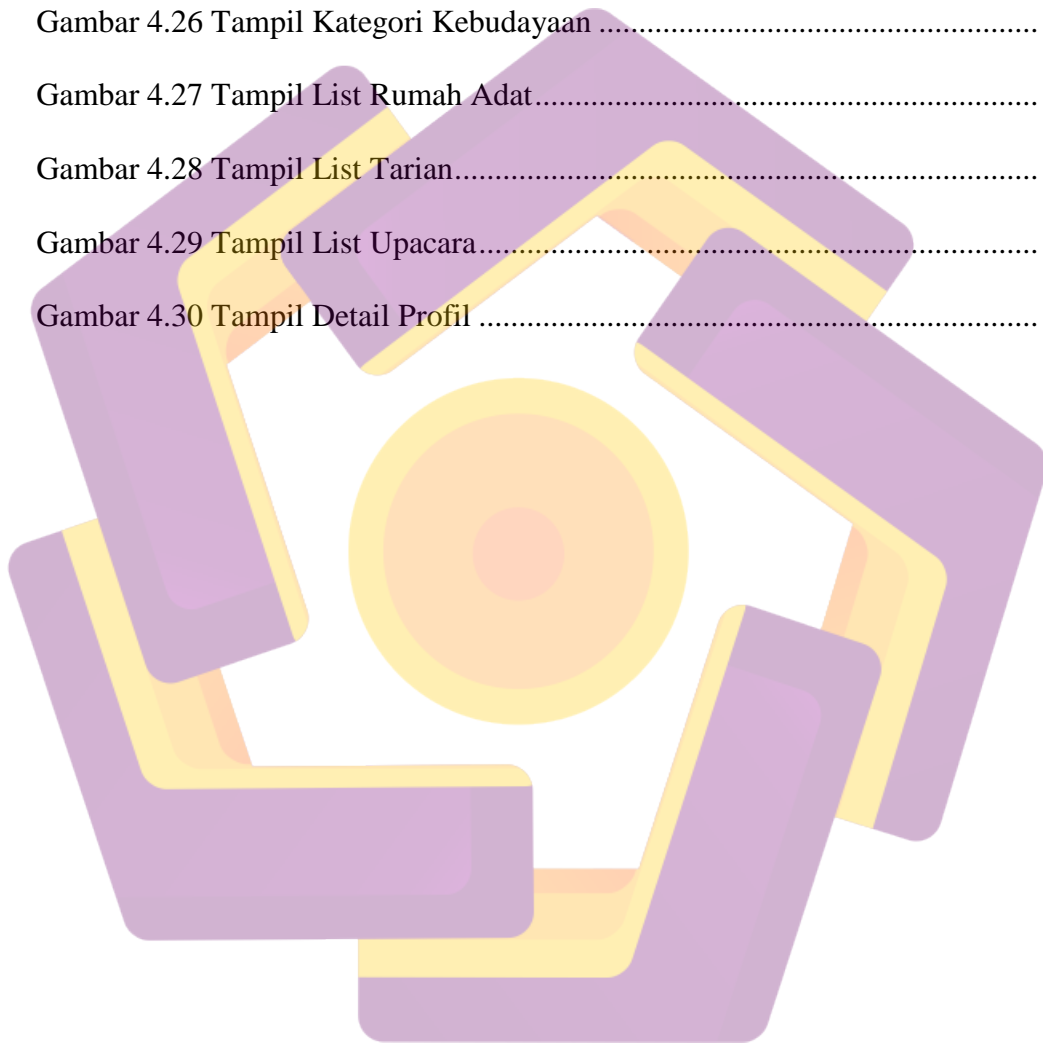 Gambar 4.26 Tampil Kategori Kebudayaan ......................................................
Gambar 4.27 Tampil List Rumah Adat..............................................................
Gambar 4.28 Tampil List Tarian........................................................................
Gambar 4.29 Tampil List Upacara.....................................................................
Gambar 4.30 Tampil Detail Profil .....................................................................